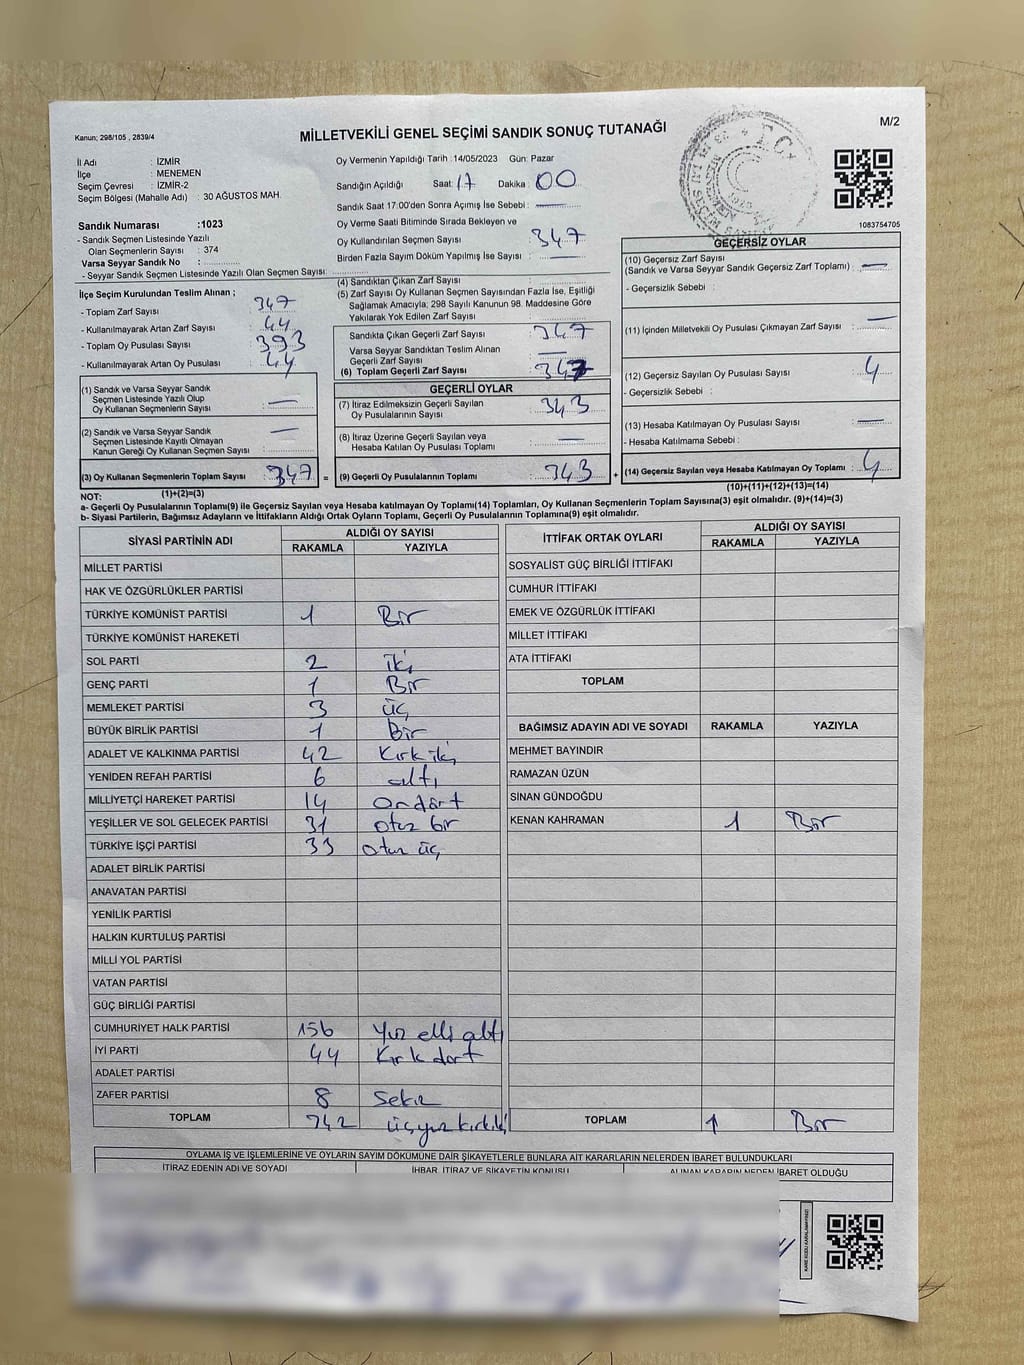 Kanun; 298/105 , 2839/4
MİLLETVEKİLİ GENEL SEÇİMİ SANDIK SONUÇ TUTANAĞI
M/2
İl Adı : İZMİR
İlçe : MENEMEN
Seçim Çevresi : İZMİR-2
Seçim Bölgesi (Mahalle Adı) : 30 AĞUSTOS MAH.
Oy Vermenin Yapıldığı Tarih :14/05/2023 Gün: Pazar
Sandığın Açıldığı Saat: 17 Dakika : 00
Sandık Saat 17:00'den Sonra Açılmış İse Sebebi : —
1083754705
Sandık Numarası :1023
- Sandık Seçmen Listesinde Yazılı
Olan Seçmenlerin Sayısı : 374
Varsa Seyyar Sandık No :
- Seyyar Sandık Seçmen Listesinde Yazılı Olan Seçmen Sayısı:
Oy Verme Saati Bitiminde Sırada Bekleyen ve
Oy Kullandırılan Seçmen Sayısı : 347
Birden Fazla Sayım Döküm Yapılmış İse Sayısı : —
İlçe Seçim Kurulundan Teslim Alınan ;
- Toplam Zarf Sayısı : 347
- Kullanılmayarak Artan Zarf Sayısı : 44
- Toplam Oy Pusulası Sayısı : 393
- Kullanılmayarak Artan Oy Pusulası : 44
(1) Sandık ve Varsa Seyyar Sandık
Seçmen Listesinde Yazılı Olup
Oy Kullanan Seçmenlerin Sayısı : —
(2) Sandık ve Varsa Seyyar Sandık
Seçmen Listesinde Kayıtlı Olmayan
Kanun Gereği Oy Kullanan Seçmen Sayısı : —
(3) Oy Kullanan Seçmenlerin Toplam Sayısı : 347 =
(1)+(2)=(3)
(4) Sandıktan Çıkan Zarf Sayısı :
(5) Zarf Sayısı Oy Kullanan Seçmen Sayısından Fazla İse, Eşitliği
Sağlamak Amacıyla; 298 Sayılı Kanunun 98. Maddesine Göre
Yakılarak Yok Edilen Zarf Sayısı :
Sandıkta Çıkan Geçerli Zarf Sayısı : 347
Varsa Seyyar Sandıktan Teslim Alınan
Geçerli Zarf Sayısı : —
(6) Toplam Geçerli Zarf Sayısı : 347
GEÇERLİ OYLAR
(7) İtiraz Edilmeksizin Geçerli Sayılan
Oy Pusulalarının Sayısı : 343
(8) İtiraz Üzerine Geçerli Sayılan veya
Hesaba Katılan Oy Pusulası Toplamı : —
(9) Geçerli Oy Pusulalarının Toplamı : 343 +
GEÇERSİZ OYLAR
(10) Geçersiz Zarf Sayısı
(Sandık ve Varsa Seyyar Sandık Geçersiz Zarf Toplamı) : —
- Geçersizlik Sebebi :
(11) İçinden Milletvekili Oy Pusulası Çıkmayan Zarf Sayısı : —
(12) Geçersiz Sayılan Oy Pusulası Sayısı : 4
- Geçersizlik Sebebi :
(13) Hesaba Katılmayan Oy Pusulası Sayısı : —
- Hesaba Katılmama Sebebi :
(14) Geçersiz Sayılan veya Hesaba Katılmayan Oy Toplamı : 4
(10)+(11)+(12)+(13)=(14)
NOT:
a- Geçerli Oy Pusulalarının Toplamı(9) ile Geçersiz Sayılan veya Hesaba katılmayan Oy Toplamı(14) Toplamları, Oy Kullanan Seçmenlerin Toplam Sayısına(3) eşit olmalıdır. (9)+(14)=(3)
b- Siyasi Partilerin, Bağımsız Adayların ve İttifakların Aldığı Ortak Oyların Toplamı, Geçerli Oy Pusulalarının Toplamına(9) eşit olmalıdır.
SİYASİ PARTİNİN ADI ALDIĞI OY SAYISI
RAKAMLA YAZIYLA
MİLLET PARTİSİ
HAK VE ÖZGÜRLÜKLER PARTİSİ
TÜRKİYE KOMÜNİST PARTİSİ 1 Bir
TÜRKİYE KOMÜNİST HAREKETİ
SOL PARTİ 2 iki
GENÇ PARTİ 1 Bir
MEMLEKET PARTİSİ 3 üç
BÜYÜK BİRLİK PARTİSİ 1 Bir
ADALET VE KALKINMA PARTİSİ 42 Kırk iki
YENİDEN REFAH PARTİSİ 6 altı
MİLLİYETÇİ HAREKET PARTİSİ 14 ondört
YEŞİLLER VE SOL GELECEK PARTİSİ 31 otuz bir
TÜRKİYE İŞÇİ PARTİSİ 33 otuz üç
ADALET BİRLİK PARTİSİ
ANAVATAN PARTİSİ
YENİLİK PARTİSİ
HALKIN KURTULUŞ PARTİSİ
MİLLİ YOL PARTİSİ
VATAN PARTİSİ
GÜÇ BİRLİĞİ PARTİSİ
CUMHURİYET HALK PARTİSİ 156 Yüz elli altı
İYİ PARTİ 44 Kırk dört
ADALET PARTİSİ
ZAFER PARTİSİ 8 Sekiz
TOPLAM 342 üçyüz kırkiki
İTTİFAK ORTAK OYLARI ALDIĞI OY SAYISI
RAKAMLA YAZIYLA
SOSYALİST GÜÇ BİRLİĞİ İTTİFAKI
CUMHUR İTTİFAKI
EMEK VE ÖZGÜRLÜK İTTİFAKI
MİLLET İTTİFAKI
ATA İTTİFAKI
TOPLAM
BAĞIMSIZ ADAYIN ADI VE SOYADI RAKAMLA YAZIYLA
MEHMET BAYINDIR
RAMAZAN ÜZÜN
SİNAN GÜNDOĞDU
KENAN KAHRAMAN 1 Bir
TOPLAM 1 Bir
OYLAMA İŞ VE İŞLEMLERİNE VE OYLARIN SAYIM DÖKÜMÜNE DAİR ŞİKAYETLERLE BUNLARA AİT KARARLARIN NELERDEN İBARET BULUNDUKLARI
İTİRAZ EDENİN ADI VE SOYADI İHBAR, İTİRAZ VE ŞİKAYETİN KONUSU ALINAN KARARIN NEDEN İBARET OLDUĞU